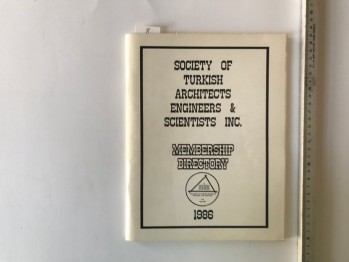 SOCIETY OF
TURKISH
ARCHITECTS
ENGINEERS &
SCIENTISTS INC.
MEMBERSHIP
DIRECTORY
1986